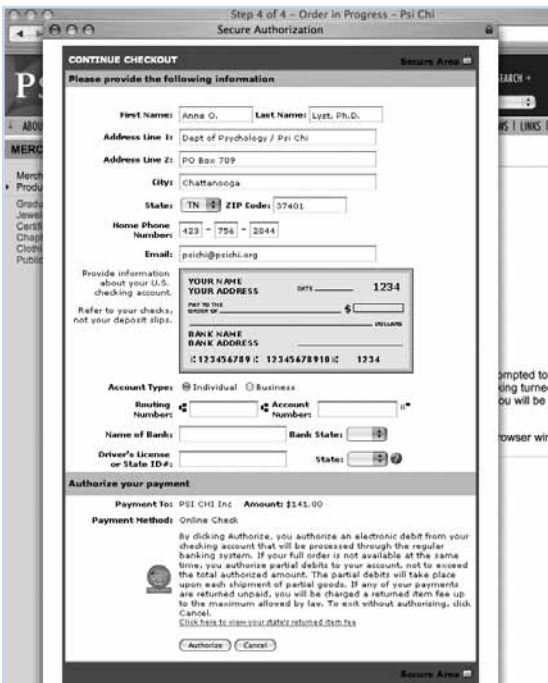 Step 4 of 4 – Order in Progress – Psi Chi
Secure Authorization
CONTINUE CHECKOUT Secure Area
Please provide the following information
First Name: Anna O. Last Name: Lyzt, Ph.D.
Address Line 1: Dept of Psychology / Psi Chi
Address Line 2: PO Box 709
City: Chattanooga
State: TN ZIP Code: 37401
Home Phone
Number: 423 - 756 - 2044
Email: psichi@psichi.org
Provide information
about your U.S.
checking account.
Refer to your checks,
not your deposit slips.
YOUR NAME
YOUR ADDRESS DATE 1234
PAY TO THE
ORDER OF $
DOLLARS
BANK NAME
BANK ADDRESS
⑆123456789⑆ 12345678910⑆ 1234
Account Type: Individual Business
Routing
Number: Account
Number:
Name of Bank: Bank State:
Driver's License
or State ID#: State: ?
Authorize your payment
Payment To: PSI CHI Inc Amount: $141.00
Payment Method: Online Check
By clicking Authorize, you authorize an electronic debit from your
checking account that will be processed through the regular
banking system. If your full order is not available at the same
time, you authorize partial debits to your account, not to exceed
the total authorized amount. The partial debits will take place
upon each shipment of partial goods. If any of your payments
are returned unpaid, you will be charged a returned item fee up
to the maximum allowed by law. To exit without authorizing, click
Cancel.
Click here to view your state's returned item fee
Authorize Cancel
Secure Area
Ps
ABOU
MERC
Merch
Produ
Gradu
Jewel
Certifi
Chapt
Clothi
Public
EARCH
WS | LINKS
ompted to
king turne
ou will be
rowser win